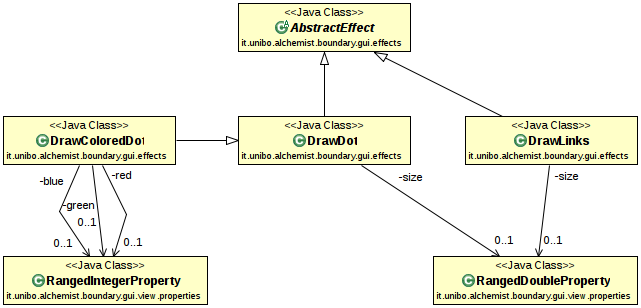 <<Java Class>>
AbstractEffect
it.unibo.alchemist.boundary.gui.effects
<<Java Class>>
DrawColoredDot
it.unibo.alchemist.boundary.gui.effects
<<Java Class>>
DrawDot
it.unibo.alchemist.boundary.gui.effects
<<Java Class>>
DrawLinks
it.unibo.alchemist.boundary.gui.effects
-blue
-red
-size
-size
-green
0..1
0..1
0..1
0..1
0..1
<<Java Class>>
RangedIntegerProperty
it.unibo.alchemist.boundary.gui.view.properties
<<Java Class>>
RangedDoubleProperty
it.unibo.alchemist.boundary.gui.view.properties